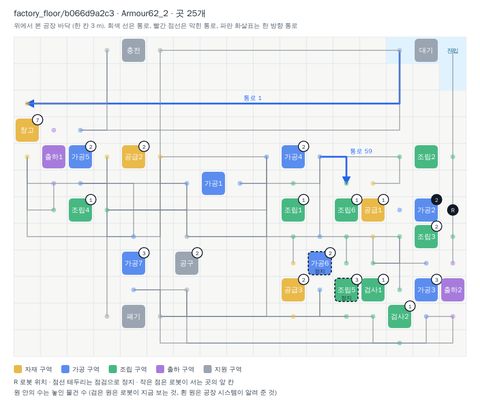 factory_floor/b066d9a2c3 · Armour62_2 · 곳 25개
위에서 본 공장 바닥 (한 칸 3 m). 회색 선은 통로, 빨간 점선은 막힌 통로, 파란 화살표는 한 방향 통로
충전
대기
진입
통로 1
창고 7
출하1
가공5 2
공급2 2
가공4 2
통로 59
조립2
가공1
조립4 1
조립1 1
조립6 1
공급1 1
가공2 2
R
조립3 2
가공7 3
공구 2
가공6 2
정지
공급3 2
조립5 3
정지
검사1 1
가공3 3
출하2
폐기
검사2 1
자재 구역
가공 구역
조립 구역
출하 구역
지원 구역
R 로봇 위치 · 점선 테두리는 점검으로 정지 · 작은 점은 로봇이 서는 곳의 앞 칸
원 안의 수는 놓인 물건 수 (검은 원은 로봇이 지금 보는 것, 흰 원은 공장 시스템이 알려 준 것)